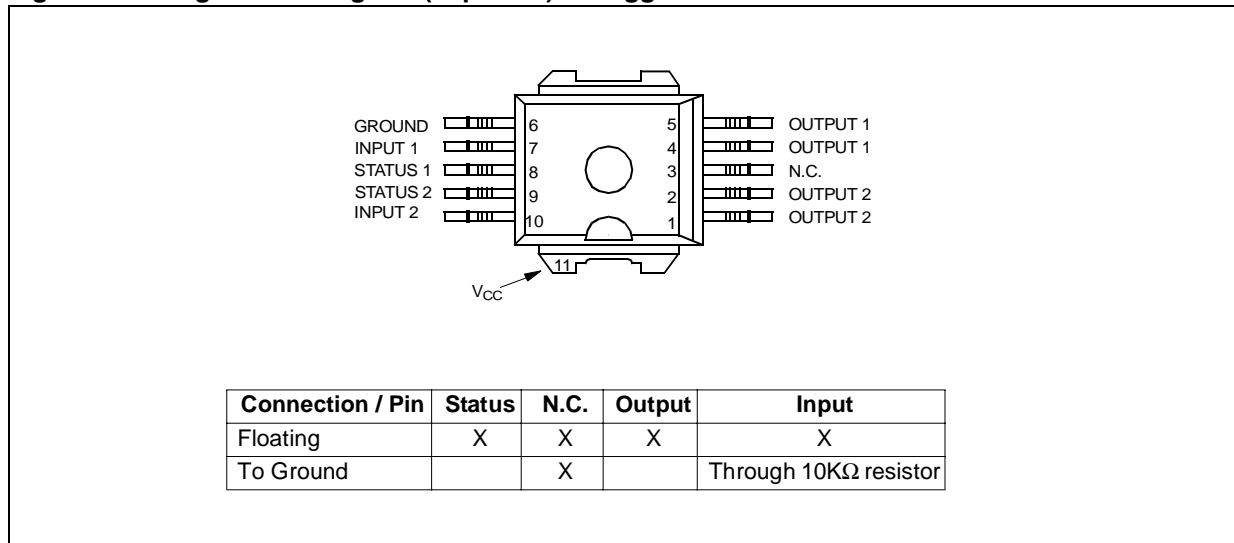 GROUND 6 5 OUTPUT 1
INPUT 1 7 4 OUTPUT 1
STATUS 1 8 3 N.C.
STATUS 2 9 2 OUTPUT 2
INPUT 2 10 1 OUTPUT 2
11
VCC
Connection / Pin Status N.C. Output Input
Floating X X X X
To Ground X Through 10KΩ resistor